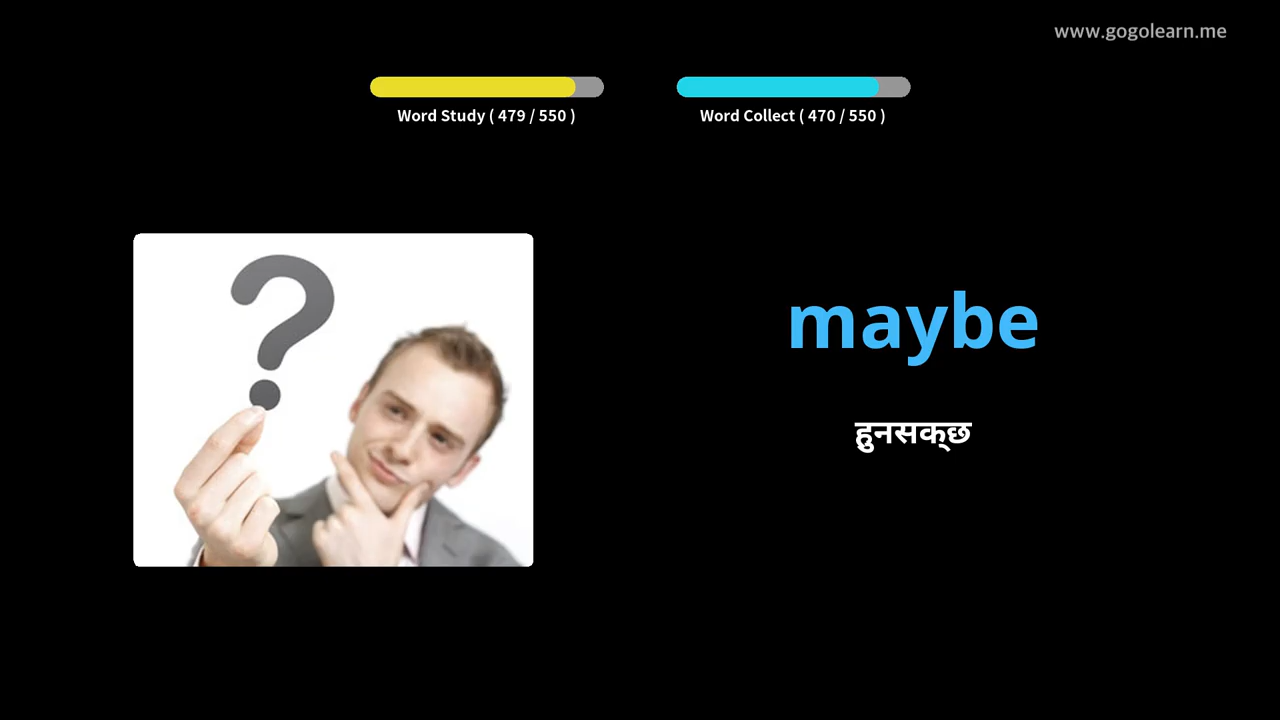 www.gogolearn.me
Word Study ( 479 / 550 )
Word Collect ( 470 / 550 )
?
maybe
हुनसक्छ